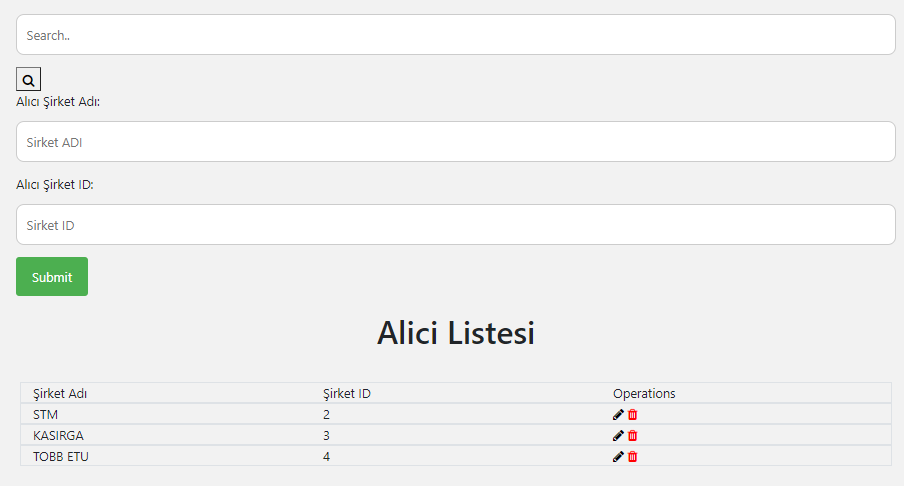 Search..
Alıcı Şirket Adı:
Sirket ADI
Alıcı Şirket ID:
Sirket ID
Submit
Alici Listesi
Şirket Adı Şirket ID Operations
STM 2
KASIRGA 3
TOBB ETU 4